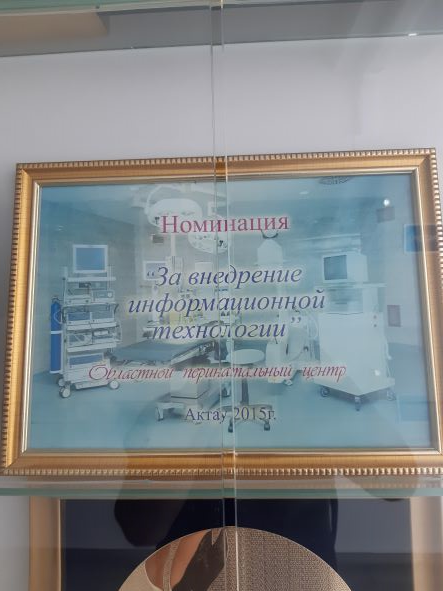 Номинация
“За внедрение
информационной
технологии”
Областной перинатальный центр
Актау 2015г.